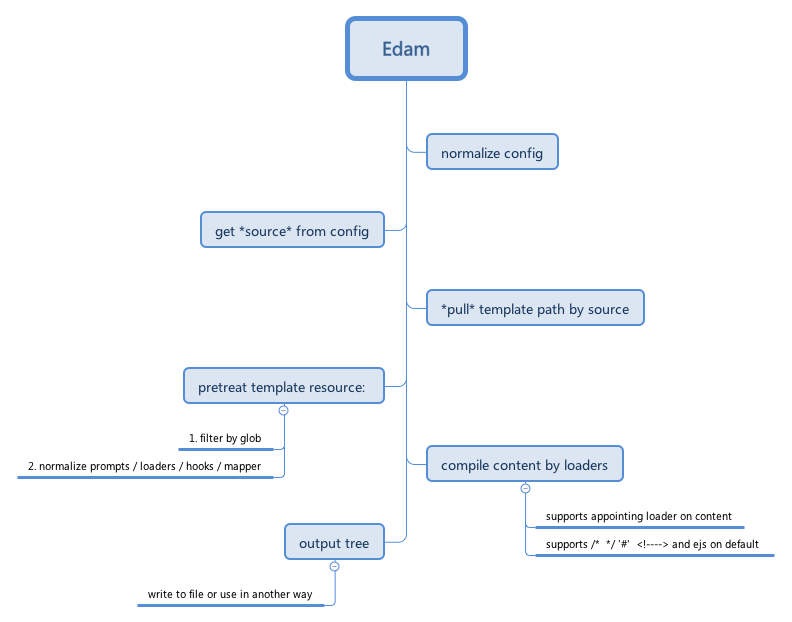 Edam
normalize config
get *source* from config
*pull* template path by source
pretreat template resource:
1. filter by glob
2. normalize prompts / loaders / hooks / mapper
compile content by loaders
supports appointing loader on content
supports /*  */ '#'  <!----> and ejs on default
output tree
write to file or use in another way